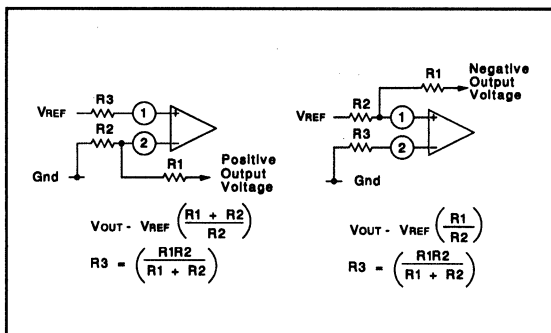 VREF
R3
1
+
R2
2
−
R1
Gnd
Positive
Output
Voltage
VOUT - VREF (R1 + R2 / R2)
R3 = (R1R2 / R1 + R2)
R1
Negative
Output
Voltage
VREF
R2
1
+
R3
2
−
Gnd
VOUT - VREF (R1 / R2)
R3 = (R1R2 / R1 + R2)